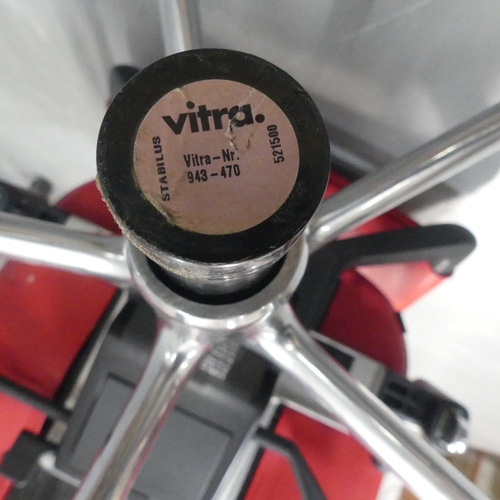 vitra.
STABILUS
Vitra-Nr.
943-470
521500